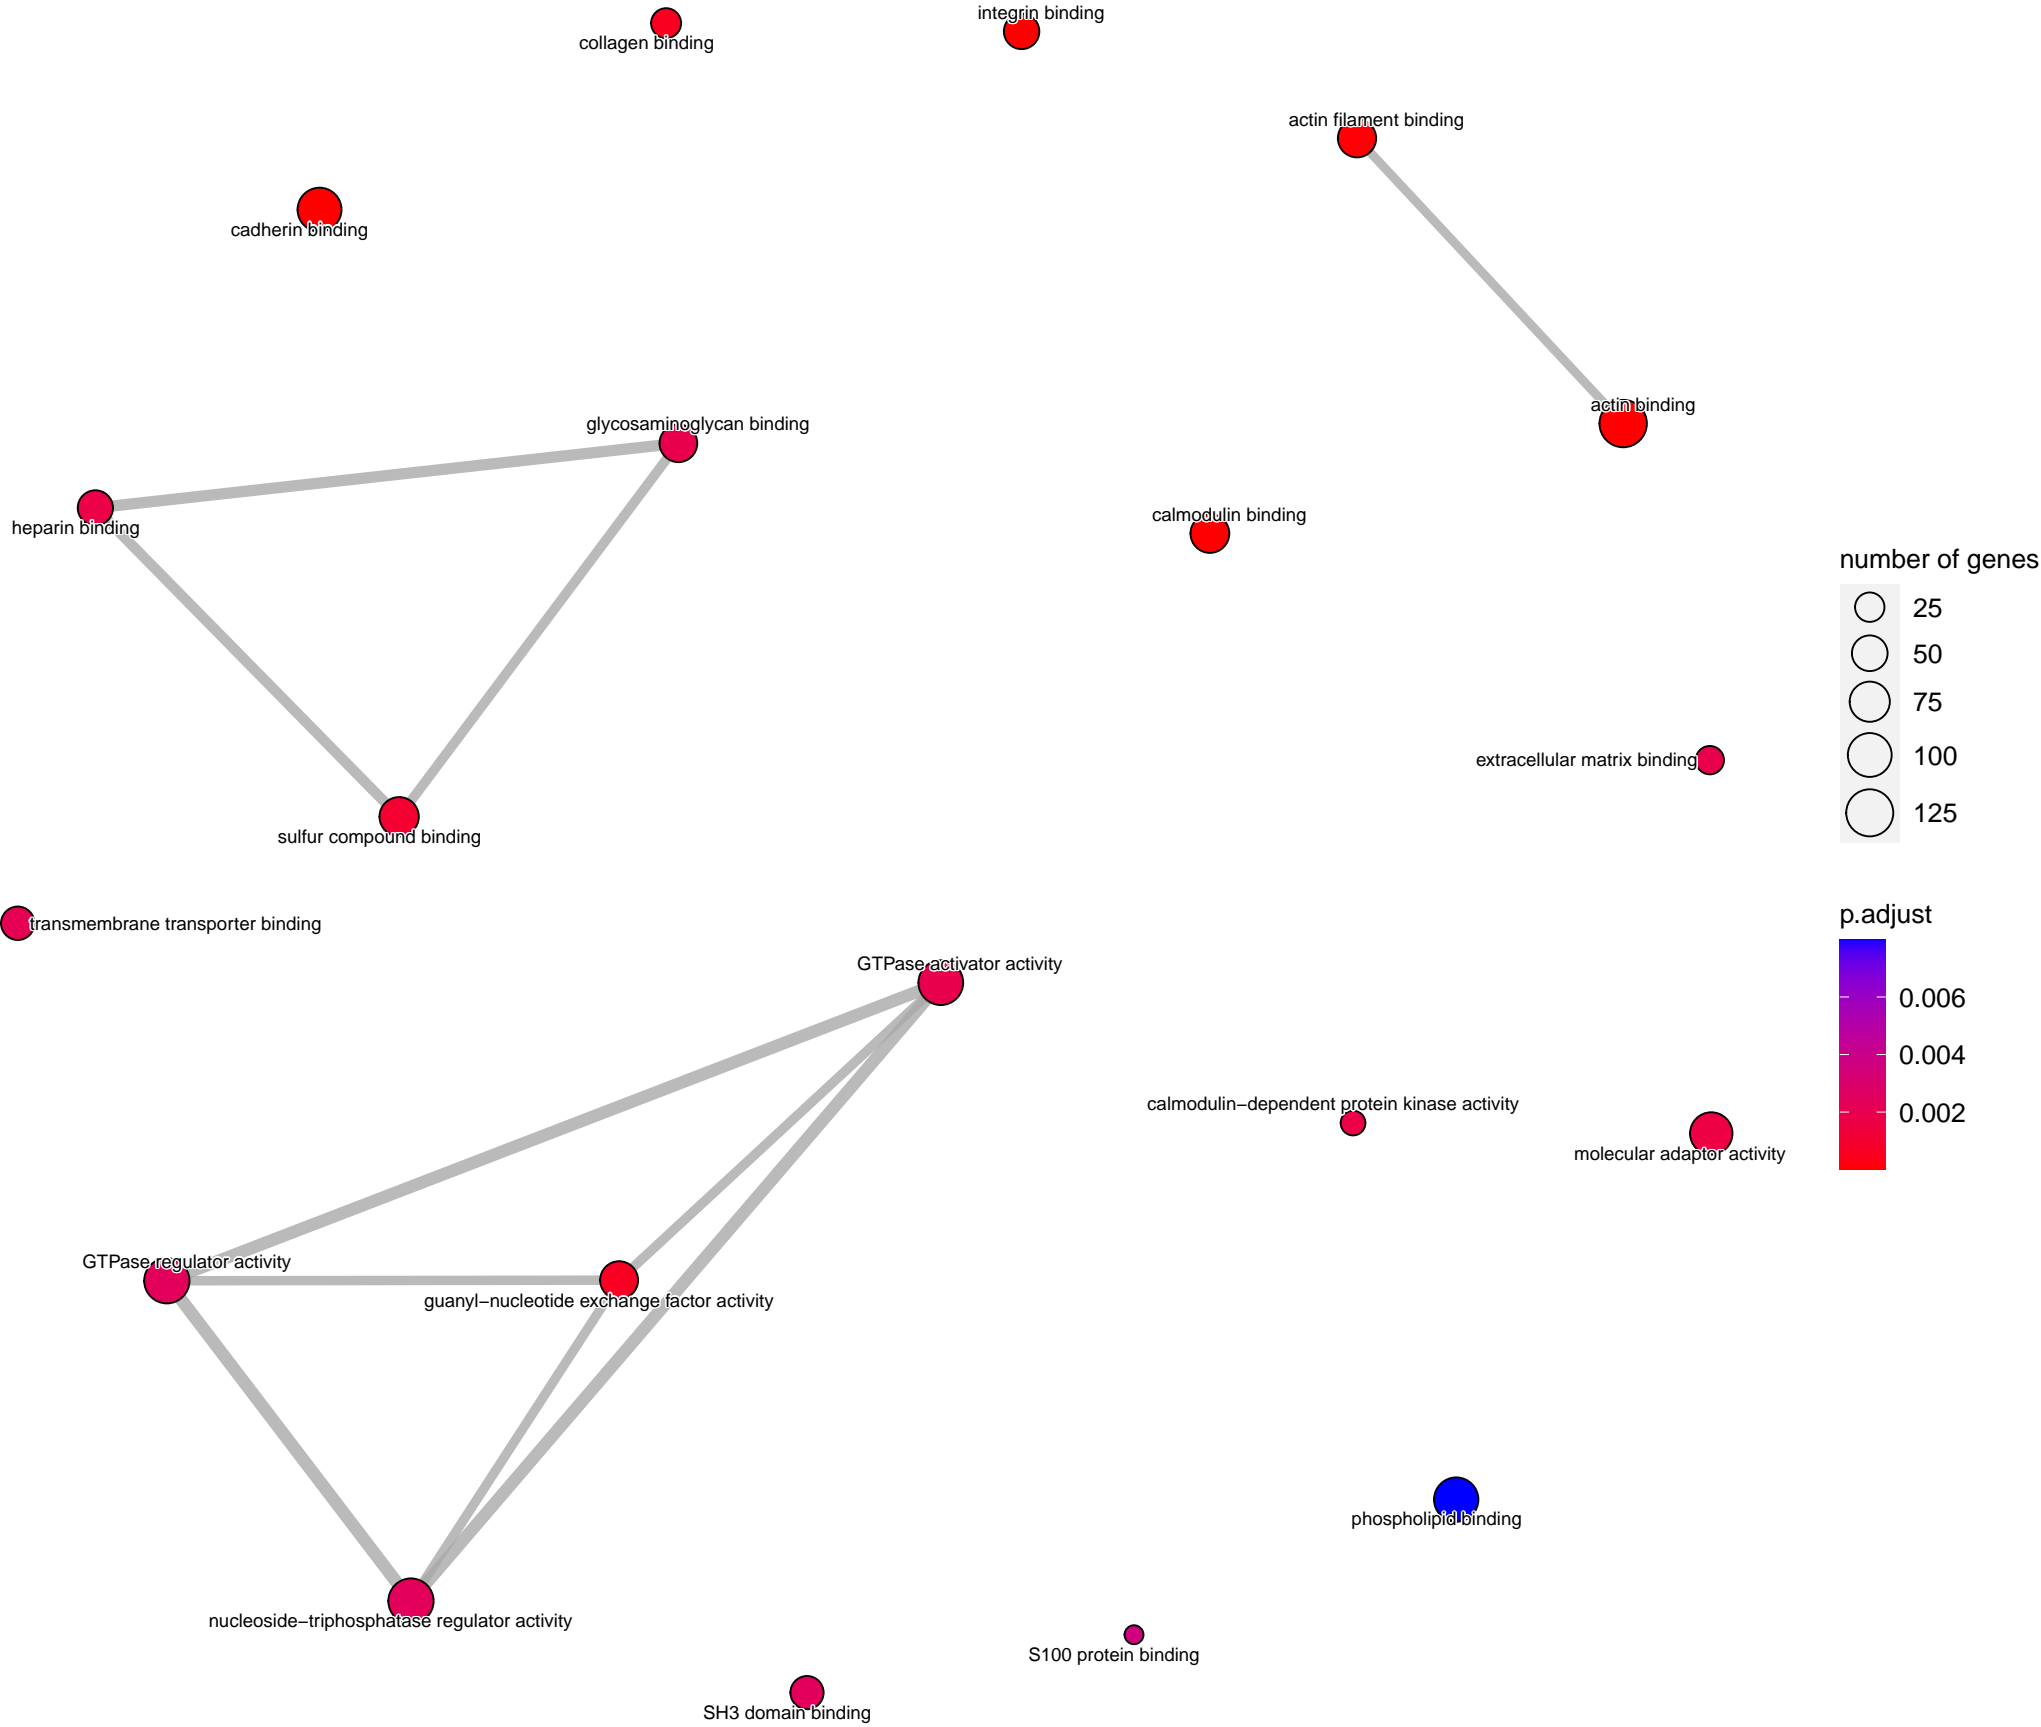 integrin binding
collagen binding
actin filament binding
cadherin binding
actin binding
glycosaminoglycan binding
calmodulin binding
heparin binding
number of genes
25
50
75
100
125
extracellular matrix binding
sulfur compound binding
p.adjust
0.006
0.004
0.002
transmembrane transporter binding
GTPase activator activity
calmodulin−dependent protein kinase activity
molecular adaptor activity
GTPase regulator activity
guanyl−nucleotide exchange factor activity
phospholipid binding
nucleoside−triphosphatase regulator activity
S100 protein binding
SH3 domain binding